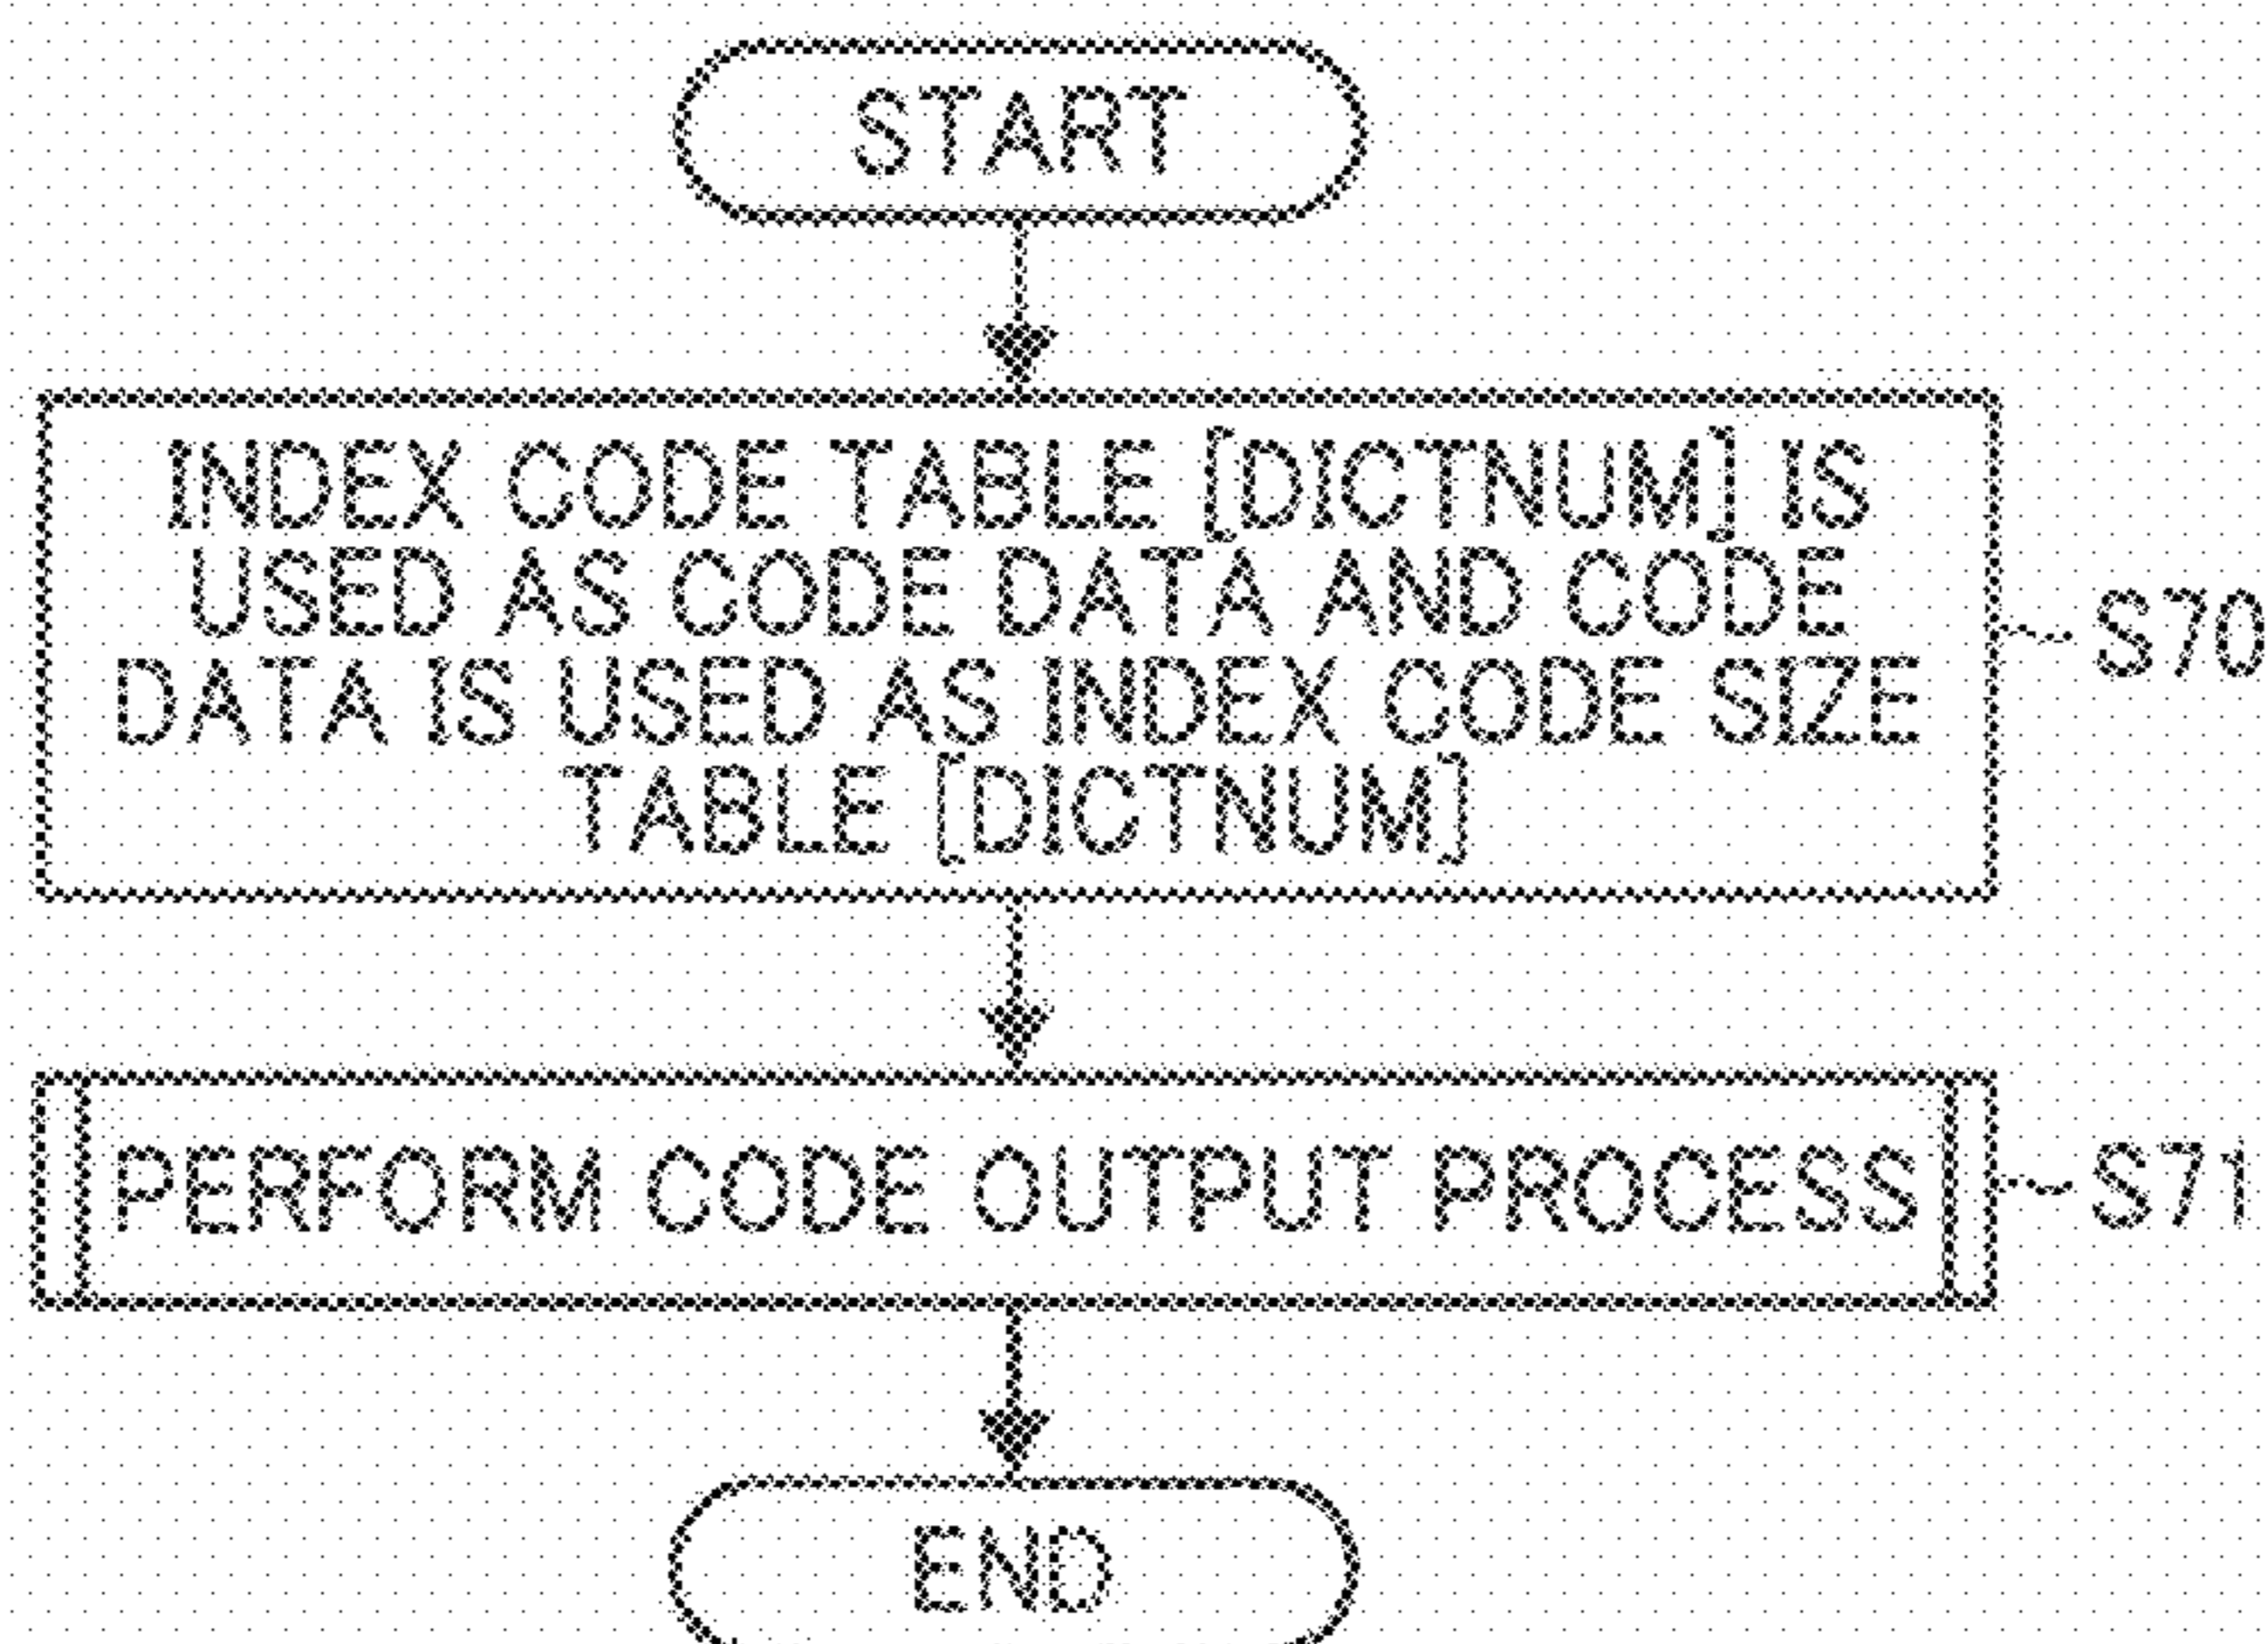 START
INDEX CODE TABLE [DICTNUM] IS
USED AS CODE DATA AND CODE
DATA IS USED AS INDEX CODE SIZE
TABLE [DICTNUM]
S70
PERFORM CODE OUTPUT PROCESS
S71
END